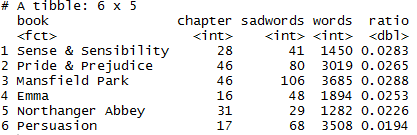 # A tibble: 6 x 5
book chapter sadwords words ratio
<fct> <int> <int> <int> <dbl>
1 Sense & Sensibility 28 41 1450 0.0283
2 Pride & Prejudice 46 80 3019 0.0265
3 Mansfield Park 46 106 3685 0.0288
4 Emma 16 48 1894 0.0253
5 Northanger Abbey 31 29 1282 0.0226
6 Persuasion 17 68 3508 0.0194